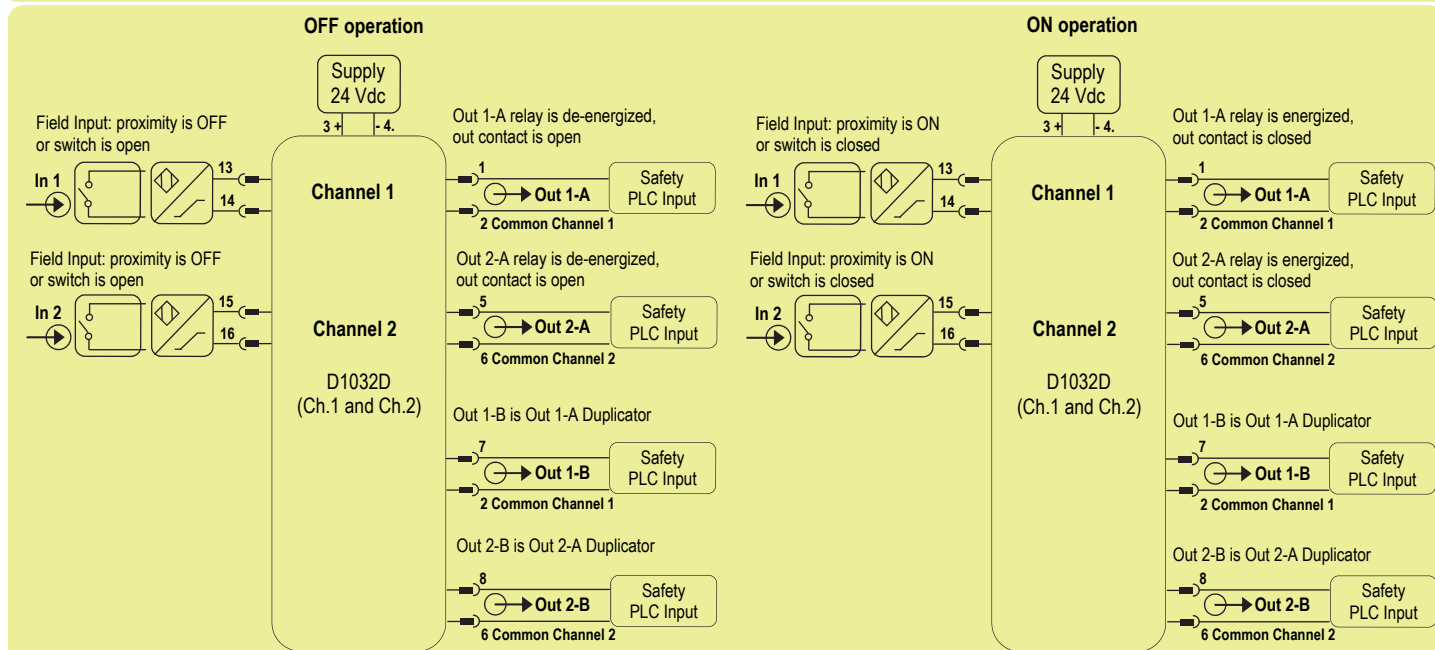 OFF operation
Supply
24 Vdc
3 +
- 4.
Field Input: proximity is OFF
or switch is open
In 1
13
14
Field Input: proximity is OFF
or switch is open
In 2
15
16
Channel 1
Channel 2
D1032D
(Ch.1 and Ch.2)
Out 1-A relay is de-energized,
out contact is open
1
Out 1-A
2 Common Channel 1
Safety
PLC Input
Out 2-A relay is de-energized,
out contact is open
5
Out 2-A
6 Common Channel 2
Safety
PLC Input
Out 1-B is Out 1-A Duplicator
7
Out 1-B
2 Common Channel 1
Safety
PLC Input
Out 2-B is Out 2-A Duplicator
8
Out 2-B
6 Common Channel 2
Safety
PLC Input
ON operation
Supply
24 Vdc
3 +
- 4.
Field Input: proximity is ON
or switch is closed
In 1
13
14
Field Input: proximity is ON
or switch is closed
In 2
15
16
Channel 1
Channel 2
D1032D
(Ch.1 and Ch.2)
Out 1-A relay is energized,
out contact is closed
1
Out 1-A
2 Common Channel 1
Safety
PLC Input
Out 2-A relay is energized,
out contact is closed
5
Out 2-A
6 Common Channel 2
Safety
PLC Input
Out 1-B is Out 1-A Duplicator
7
Out 1-B
2 Common Channel 1
Safety
PLC Input
Out 2-B is Out 2-A Duplicator
8
Out 2-B
6 Common Channel 2
Safety
PLC Input